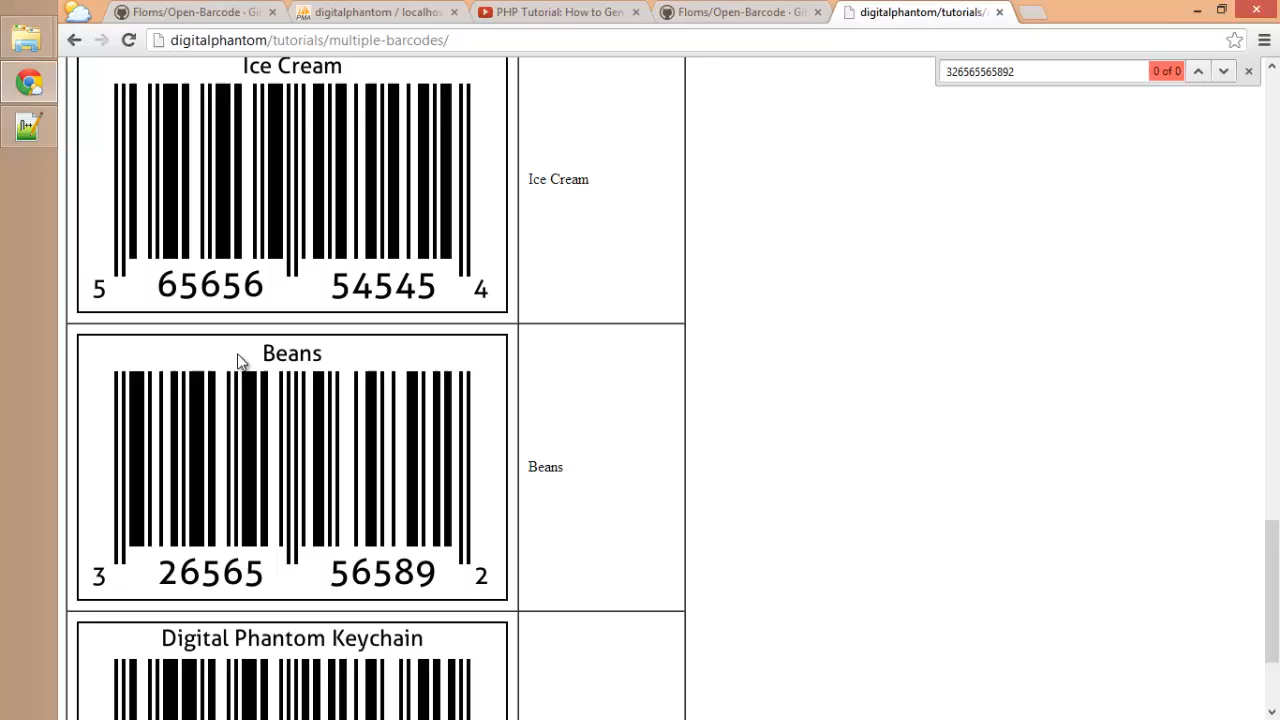 Floms/Open-Barcode · Git
digitalphantom / localhos
PHP Tutorial: How to Gen
Floms/Open-Barcode · Git
digitalphantom/tutorials/
digitalphantom/tutorials/multiple-barcodes/
326565565892
0 of 0
Ice Cream
5 65656 54545 4
Ice Cream
Beans
3 26565 56589 2
Beans
Digital Phantom Keychain